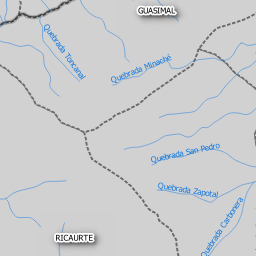 GUASIMAL
Quebrada Toncanal
Quebrada Minaché
Quebrada San Pedro
Quebrada Zapotal
Quebrada Carbonera
RICAURTE